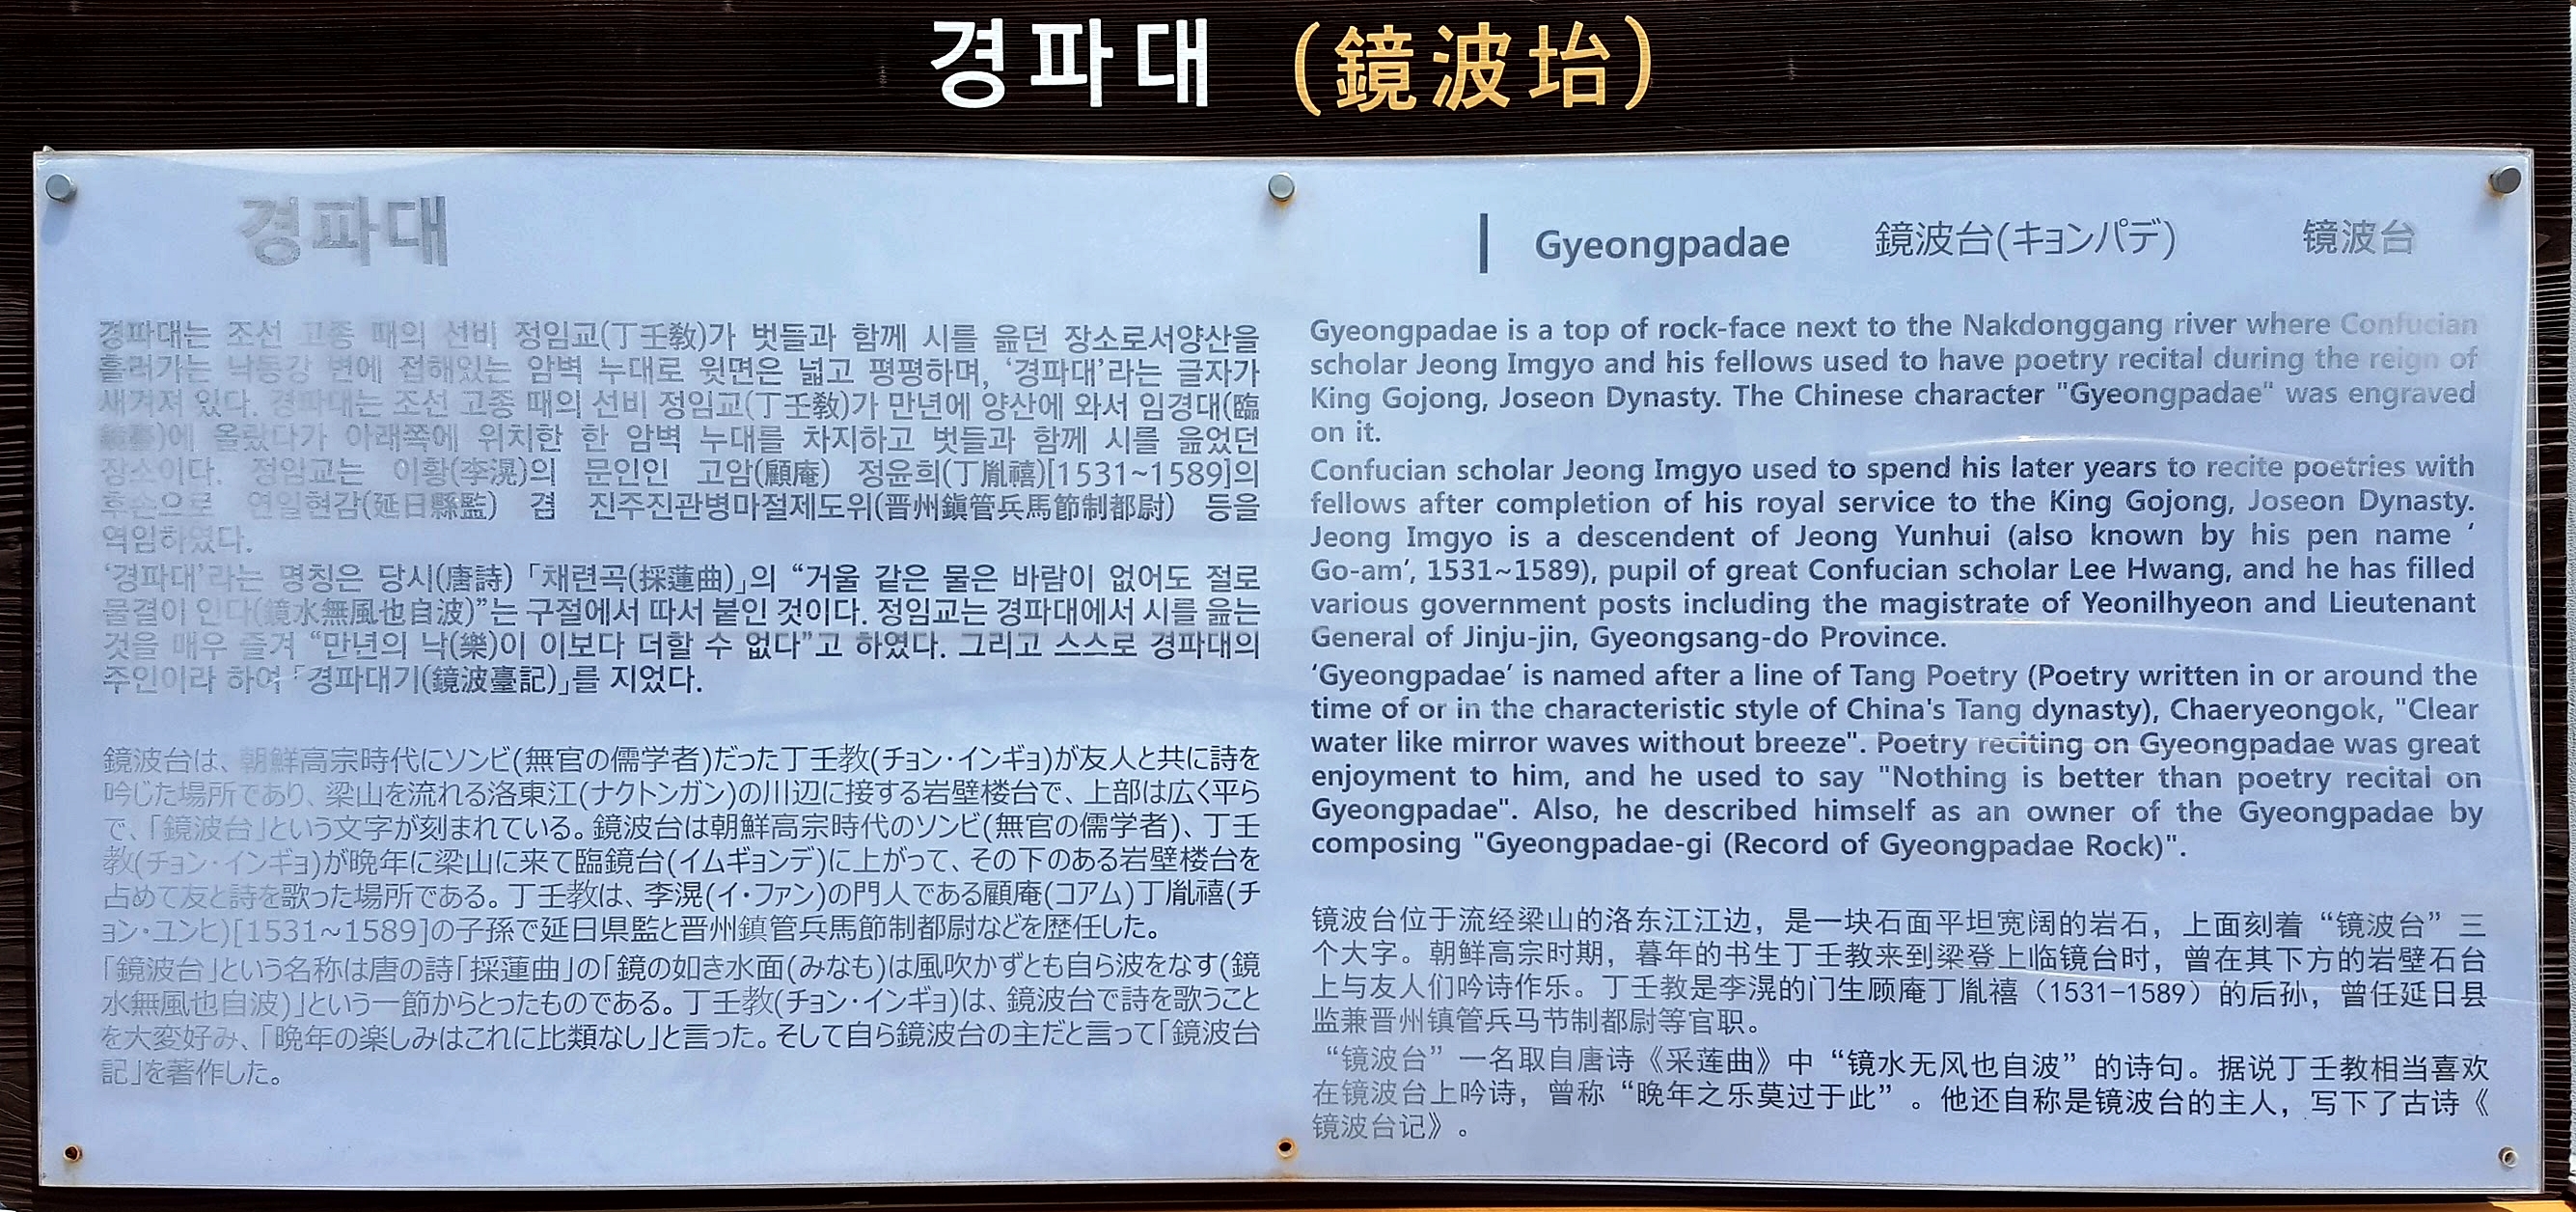 경파대 (鏡波坮)
경파대
경파대는 조선 고종 때의 선비 정임교(丁壬敎)가 벗들과 함께 시를 읊던 장소로서양산을
흘러가는 낙동강 변에 접해있는 암벽 누대로 윗면은 넓고 평평하며, ‘경파대’라는 글자가
새겨져 있다. 경파대는 조선 고종 때의 선비 정임교(丁壬敎)가 만년에 양산에 와서 임경대(臨
鏡臺)에 올랐다가 아래쪽에 위치한 한 암벽 누대를 차지하고 벗들과 함께 시를 읊었던
장소이다. 정임교는 이황(李滉)의 문인인 고암(顧庵) 정윤희(丁胤禧)[1531~1589]의
후손으로 연일현감(延日縣監) 겸 진주진관병마절제도위(晋州鎭管兵馬節制都尉) 등을
역임하였다.
‘경파대’라는 명칭은 당시(唐詩) 「채련곡(採蓮曲)」의 “거울 같은 물은 바람이 없어도 절로
물결이 인다(鏡水無風也自波)”는 구절에서 따서 붙인 것이다. 정임교는 경파대에서 시를 읊는
것을 매우 즐겨 “만년의 낙(樂)이 이보다 더할 수 없다”고 하였다. 그리고 스스로 경파대의
주인이라 하여 「경파대기(鏡波臺記)」를 지었다.
鏡波台は、朝鮮高宗時代にソンビ(無官の儒学者)だった丁壬教(チョン·インギョ)が友人と共に詩を
吟じた場所であり、梁山を流れる洛東江(ナクトンガン)の川辺に接する岩壁楼台で、上部は広く平ら
で、「鏡波台」という文字が刻まれている。鏡波台は朝鮮高宗時代のソンビ(無官の儒学者)、丁壬
教(チョン·インギョ)が晩年に梁山に来て臨鏡台(イムギョンデ)に上がって、その下のある岩壁楼台を
占めて友と詩を歌った場所である。丁壬教は、李滉(イ·ファン)の門人である顧庵(コアム)丁胤禧(チ
ョン·ユンヒ)[1531~1589]の子孫で延日県監と晋州鎮管兵馬節制都尉などを歴任した。
「鏡波台」という名称は唐の詩「採蓮曲」の「鏡の如き水面(みなも)は風吹かずとも自ら波をなす(鏡
水無風也自波)」という一節からとったものである。丁壬教(チョン·インギョ)は、鏡波台で詩を歌うこと
を大変好み、「晩年の楽しみはこれに比類なし」と言った。そして自ら鏡波台の主だと言って「鏡波台
記」を著作した。
Gyeongpadae 鏡波台(キョンパデ) 镜波台
Gyeongpadae is a top of rock-face next to the Nakdonggang river where Confucian
scholar Jeong Imgyo and his fellows used to have poetry recital during the reign of
King Gojong, Joseon Dynasty. The Chinese character "Gyeongpadae" was engraved
on it.
Confucian scholar Jeong Imgyo used to spend his later years to recite poetries with
fellows after completion of his royal service to the King Gojong, Joseon Dynasty.
Jeong Imgyo is a descendent of Jeong Yunhui (also known by his pen name ‘
Go-am’, 1531~1589), pupil of great Confucian scholar Lee Hwang, and he has filled
various government posts including the magistrate of Yeonilhyeon and Lieutenant
General of Jinju-jin, Gyeongsang-do Province.
‘Gyeongpadae’ is named after a line of Tang Poetry (Poetry written in or around the
time of or in the characteristic style of China's Tang dynasty), Chaeryeongok, "Clear
water like mirror waves without breeze". Poetry reciting on Gyeongpadae was great
enjoyment to him, and he used to say "Nothing is better than poetry recital on
Gyeongpadae". Also, he described himself as an owner of the Gyeongpadae by
composing "Gyeongpadae-gi (Record of Gyeongpadae Rock)".
镜波台位于流经梁山的洛东江江边，是一块石面平坦宽阔的岩石，上面刻着“镜波台”三
个大字。朝鲜高宗时期，暮年的书生丁壬教来到梁登上临镜台时，曾在其下方的岩壁石台
上与友人们吟诗作乐。丁壬教是李滉的门生顾庵丁胤禧（1531-1589）的后孙，曾任延日县
监兼晋州镇管兵马节制都尉等官职。
“镜波台”一名取自唐诗《采莲曲》中“镜水无风也自波”的诗句。据说丁壬教相当喜欢
在镜波台上吟诗，曾称“晚年之乐莫过于此”。他还自称是镜波台的主人，写下了古诗《
镜波台记》。